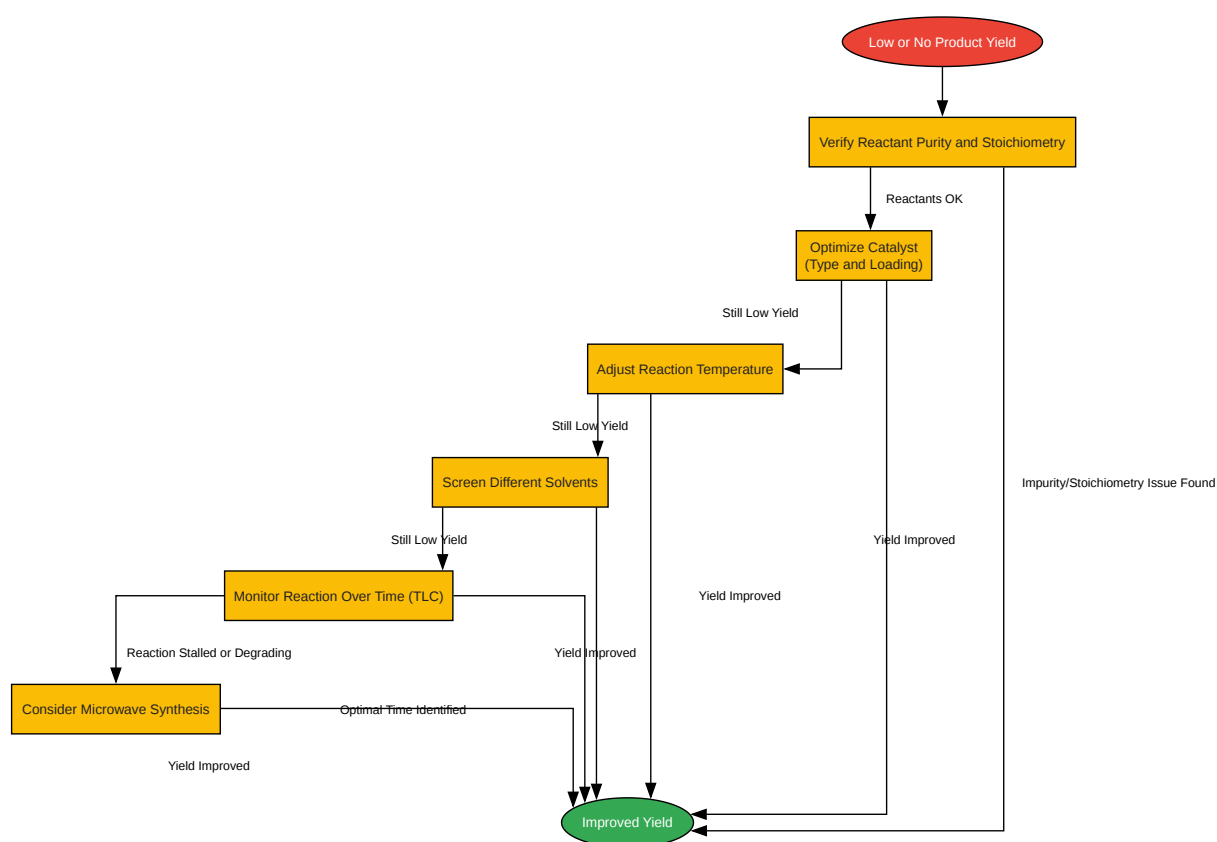 Low or No Product Yield
Verify Reactant Purity and Stoichiometry
Reactants OK
Optimize Catalyst
(Type and Loading)
Still Low Yield
Adjust Reaction Temperature
Still Low Yield
Screen Different Solvents
Impurity/Stoichiometry Issue Found
Still Low Yield
Yield Improved
Monitor Reaction Over Time (TLC)
Yield Improved
Reaction Stalled or Degrading
Yield Improved
Consider Microwave Synthesis
Optimal Time Identified
Yield Improved
Improved Yield